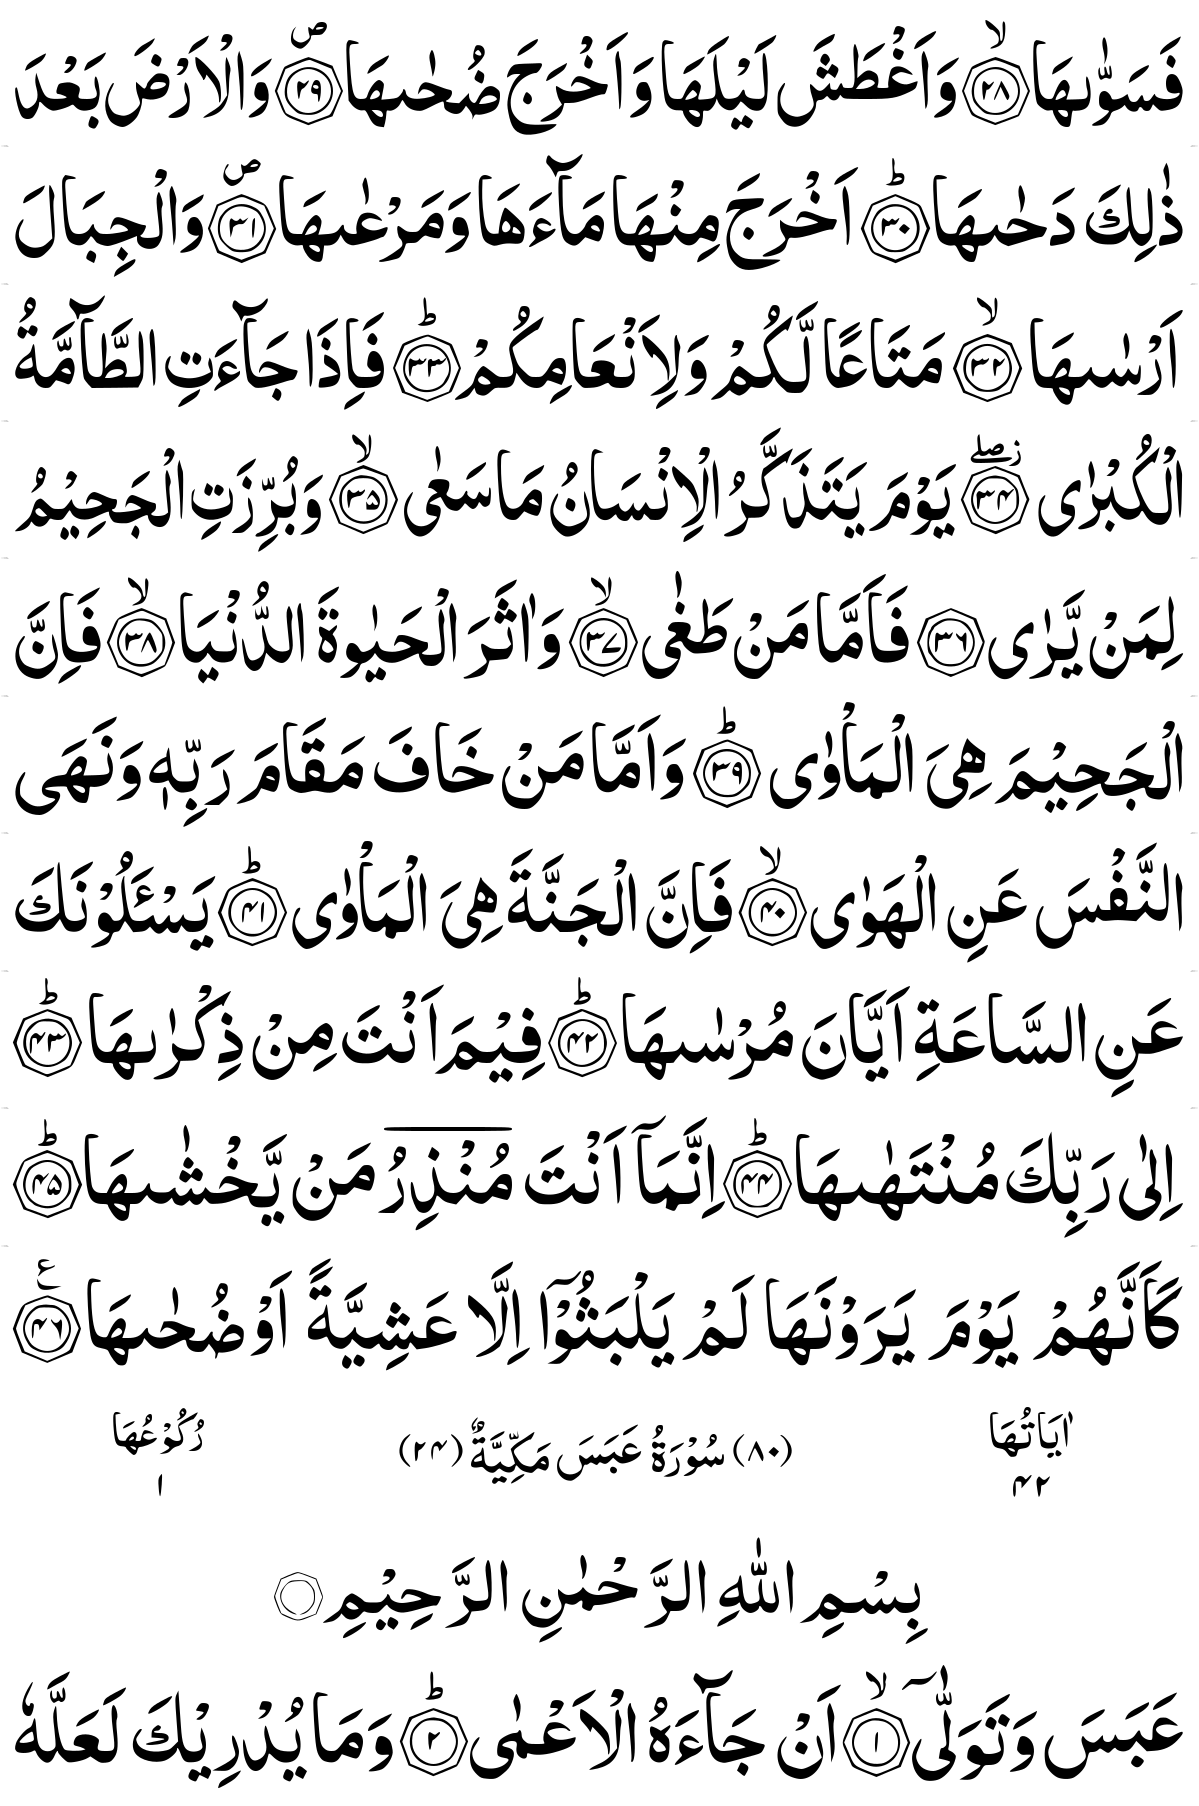 فَسَوّٰىهَا ۙ﴿۲۸﴾ وَاَغْطَشَ لَيْلَهَا وَاَخْرَجَ ضُحٰىهَا ۪﴿۲۹﴾ وَالْاَرْضَ بَعْدَ
ذٰلِكَ دَحٰىهَا ؕ﴿۳۰﴾ اَخْرَجَ مِنْهَا مَآءَهَا وَمَرْعٰىهَا ۪﴿۳۱﴾ وَالْجِبَالَ
اَرْسٰىهَا ۙ﴿۳۲﴾ مَتَاعًا لَّكُمْ وَلِاَنْعَامِكُمْ ؕ﴿۳۳﴾ فَاِذَا جَآءَتِ الطَّآمَّةُ
الْكُبْرٰى ۫ۖ﴿۳۴﴾ يَوْمَ يَتَذَكَّرُ الْاِنْسَانُ مَا سَعٰى ۙ﴿۳۵﴾ وَبُرِّزَتِ الْجَحِيْمُ
لِمَنْ يَّرٰى ﴿۳۶﴾ فَاَمَّا مَنْ طَغٰى ۙ﴿۳۷﴾ وَاٰثَرَ الْحَيٰوةَ الدُّنْيَا ۙ﴿۳۸﴾ فَاِنَّ
الْجَحِيْمَ هِيَ الْمَاْوٰى ؕ﴿۳۹﴾ وَاَمَّا مَنْ خَافَ مَقَامَ رَبِّهٖ وَنَهَى
النَّفْسَ عَنِ الْهَوٰى ۙ﴿۴۰﴾ فَاِنَّ الْجَنَّةَ هِيَ الْمَاْوٰى ؕ﴿۴۱﴾ يَسْـَٔلُوْنَكَ
عَنِ السَّاعَةِ اَيَّانَ مُرْسٰىهَا ؕ﴿۴۲﴾ فِيْمَ اَنْتَ مِنْ ذِكْرٰىهَا ؕ﴿۴۳﴾
اِلٰى رَبِّكَ مُنْتَهٰىهَا ؕ﴿۴۴﴾ اِنَّمَاۤ اَنْتَ مُنْذِرُ مَنْ يَّخْشٰىهَا ؕ﴿۴۵﴾
كَاَنَّهُمْ يَوْمَ يَرَوْنَهَا لَمْ يَلْبَثُوْۤا اِلَّا عَشِيَّةً اَوْ ضُحٰىهَا ﴿۴۶﴾ ع
اٰيَاتُهَا ۴۲ (۸۰) سُوْرَةُ عَبَسَ مَكِّيَّةٌ (۲۴) رُكُوْعُهَا ۱
بِسْمِ اللّٰهِ الرَّحْمٰنِ الرَّحِيْمِ
عَبَسَ وَتَوَلّٰٓى ۙ﴿۱﴾ اَنْ جَآءَهُ الْاَعْمٰى ؕ﴿۲﴾ وَمَا يُدْرِيْكَ لَعَلَّهٗ